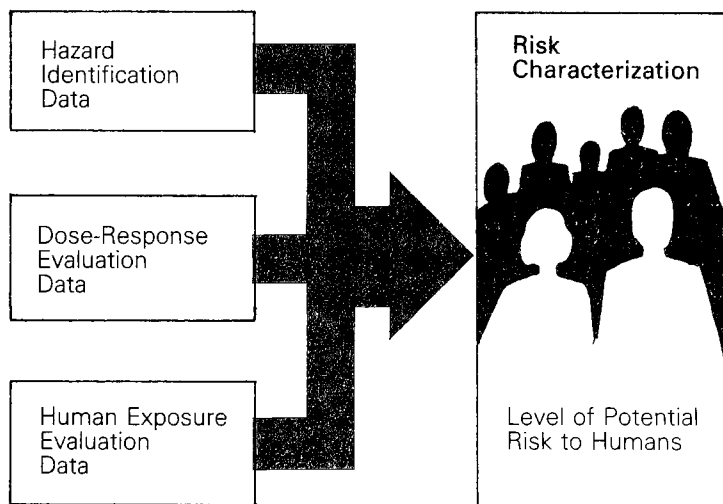 Hazard
Identification
Data
Dose-Response
Evaluation
Data
Human Exposure
Evaluation
Data
Risk
Characterization
Level of Potential
Risk to Humans